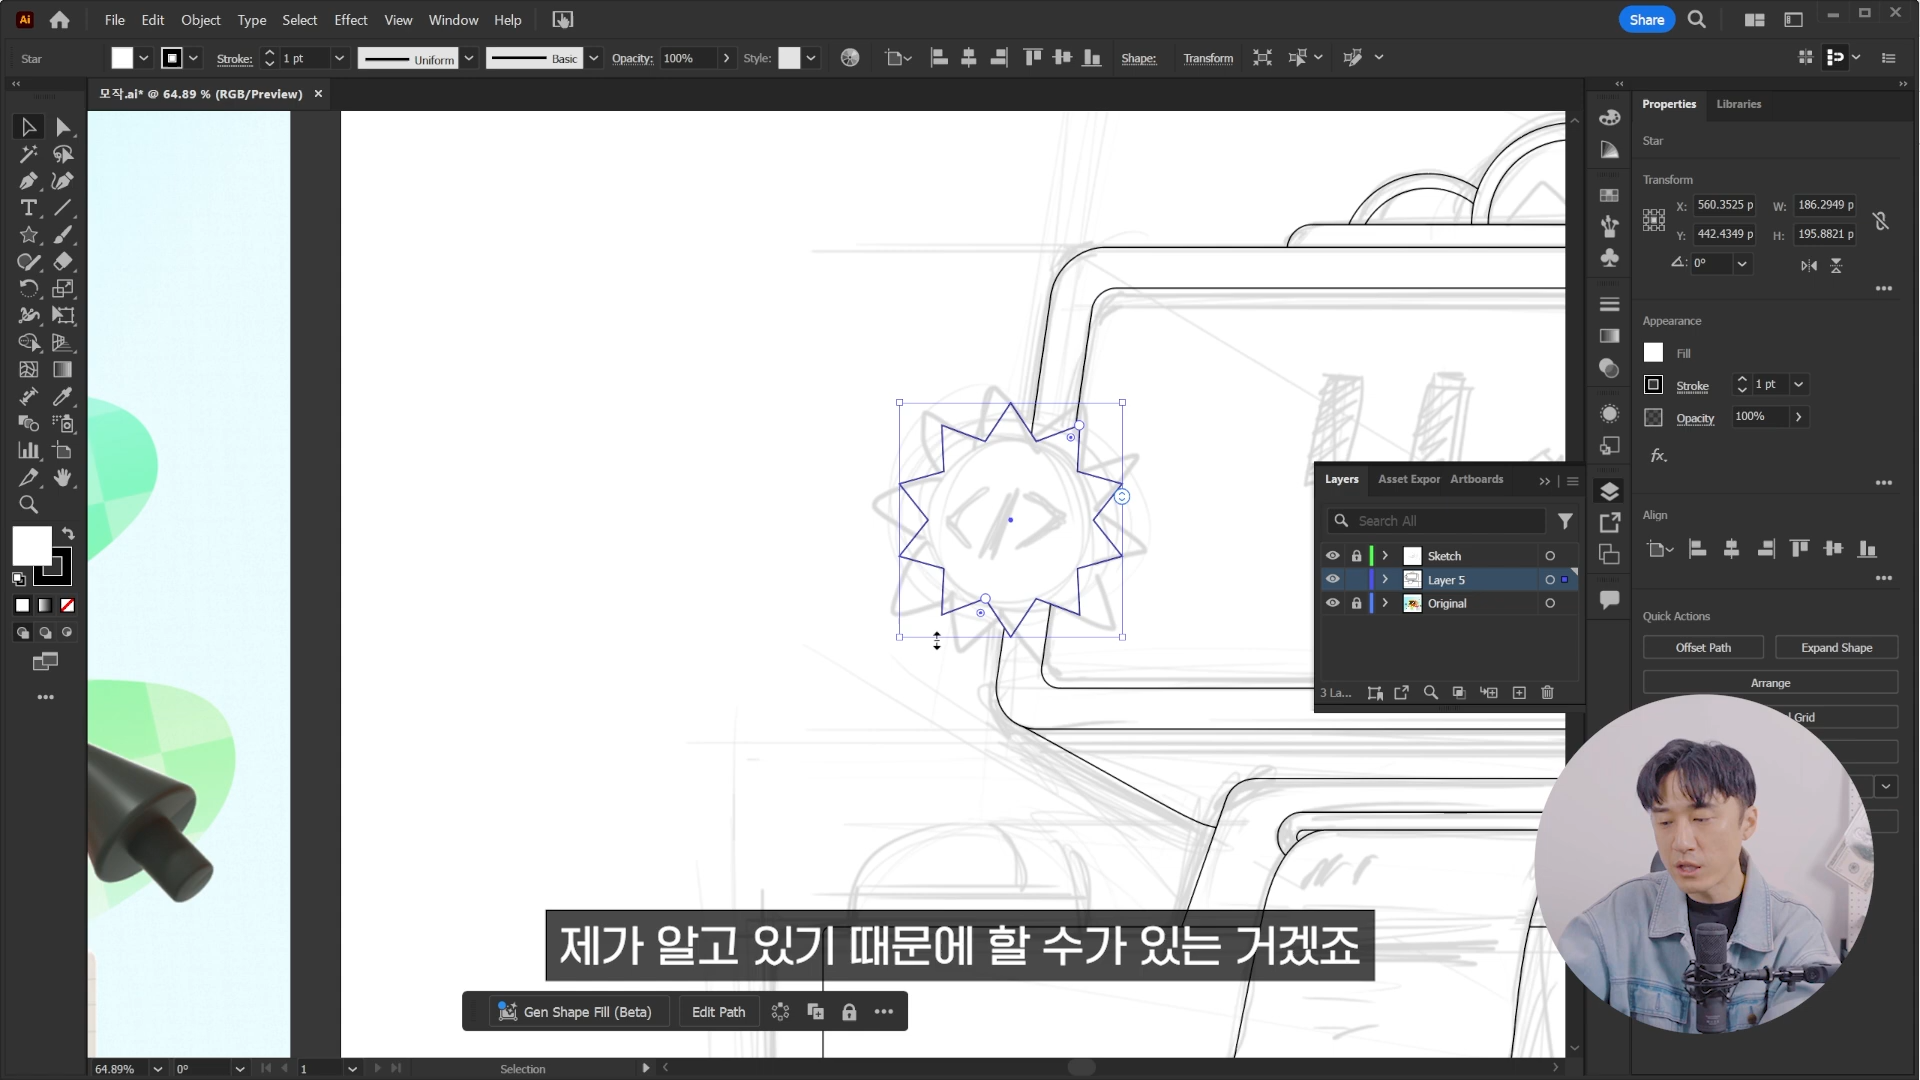 Ai File Edit Object Type Select Effect View Window Help Share
Star Stroke: 1 pt Uniform Basic Opacity: 100% Style: Shape: Transform
모작.ai* @ 64.89 % (RGB/Preview) ×
Properties Libraries
Star
Transform
X: 560.3525 p W: 186.2949 p
Y: 442.4349 p H: 195.8821 p
0°
Appearance
Fill
Stroke 1 pt
Opacity 100%
fx.
Align
Quick Actions
Offset Path Expand Shape
Arrange
Grid
Layers Asset Expor Artboards
Search All
Sketch
Layer 5
Original
3 La...
</>
제가 알고 있기 때문에 할 수가 있는 거겠죠
Gen Shape Fill (Beta) Edit Path
64.89% 0° 1 Selection